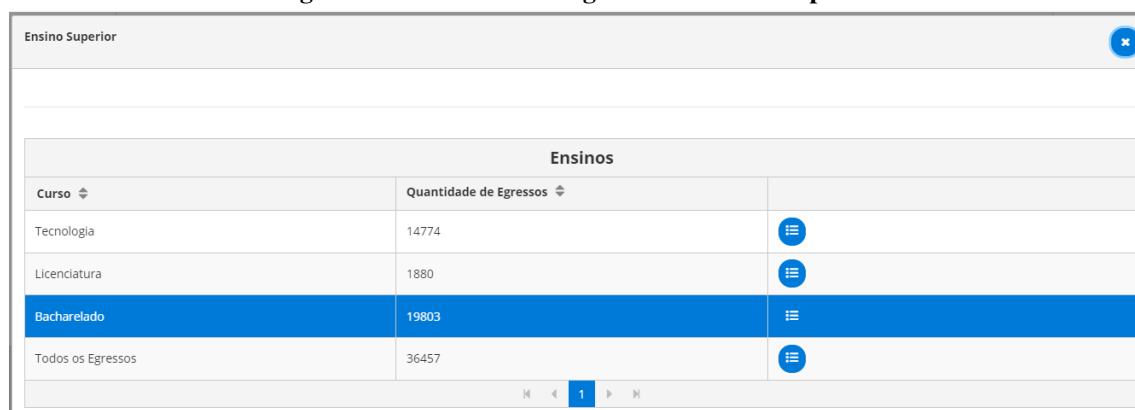 Ensino Superior
Ensinos
Curso Quantidade de Egressos
Tecnologia 14774
Licenciatura 1880
Bacharelado 19803
Todos os Egressos 36457
1